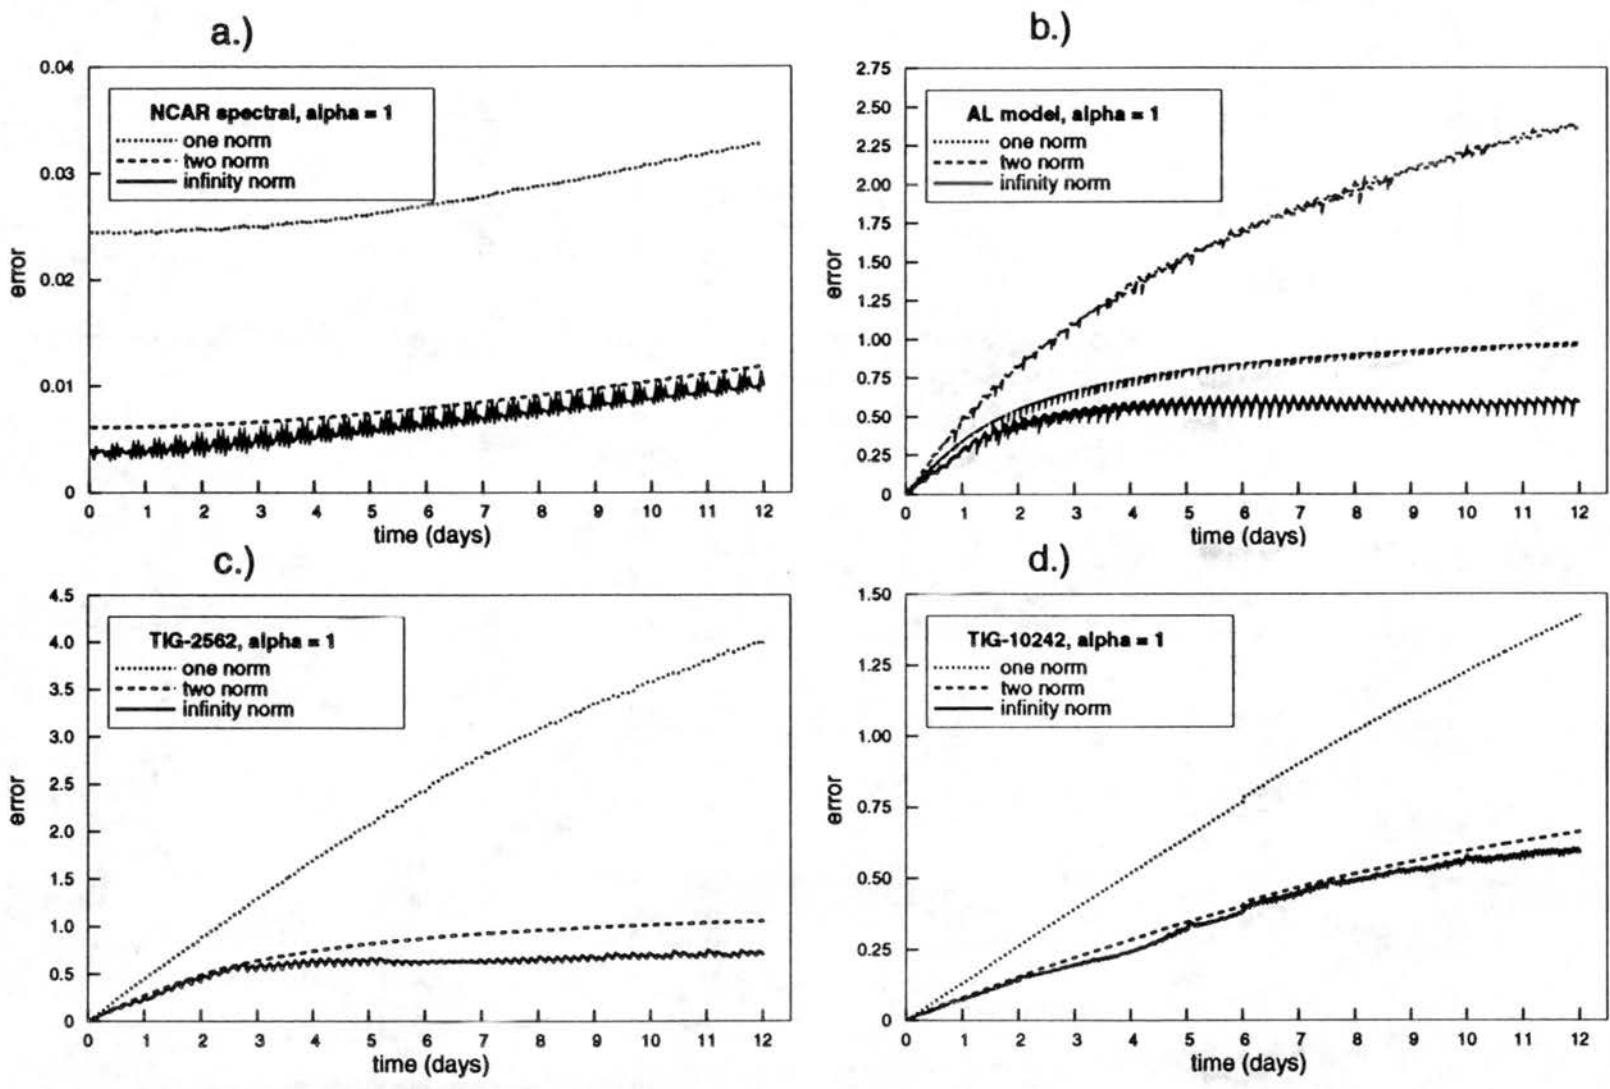 a.)
0.04
0.03
0.02
0.01
0
error
NCAR spectral, alpha = 1
one norm
two norm
infinity norm
0 1 2 3 4 5 6 7 8 9 10 11 12
time (days)
b.)
2.75
2.50
2.25
2.00
1.75
1.50
1.25
1.00
0.75
0.50
0.25
0
error
AL model, alpha = 1
one norm
two norm
infinity norm
0 1 2 3 4 5 6 7 8 9 10 11 12
time (days)
c.)
4.5
4.0
3.5
3.0
2.5
2.0
1.5
1.0
0.5
0
error
TIG-2562, alpha = 1
one norm
two norm
infinity norm
0 1 2 3 4 5 6 7 8 9 10 11 12
time (days)
d.)
1.50
1.25
1.00
0.75
0.50
0.25
0
error
TIG-10242, alpha = 1
one norm
two norm
infinity norm
0 1 2 3 4 5 6 7 8 9 10 11 12
time (days)